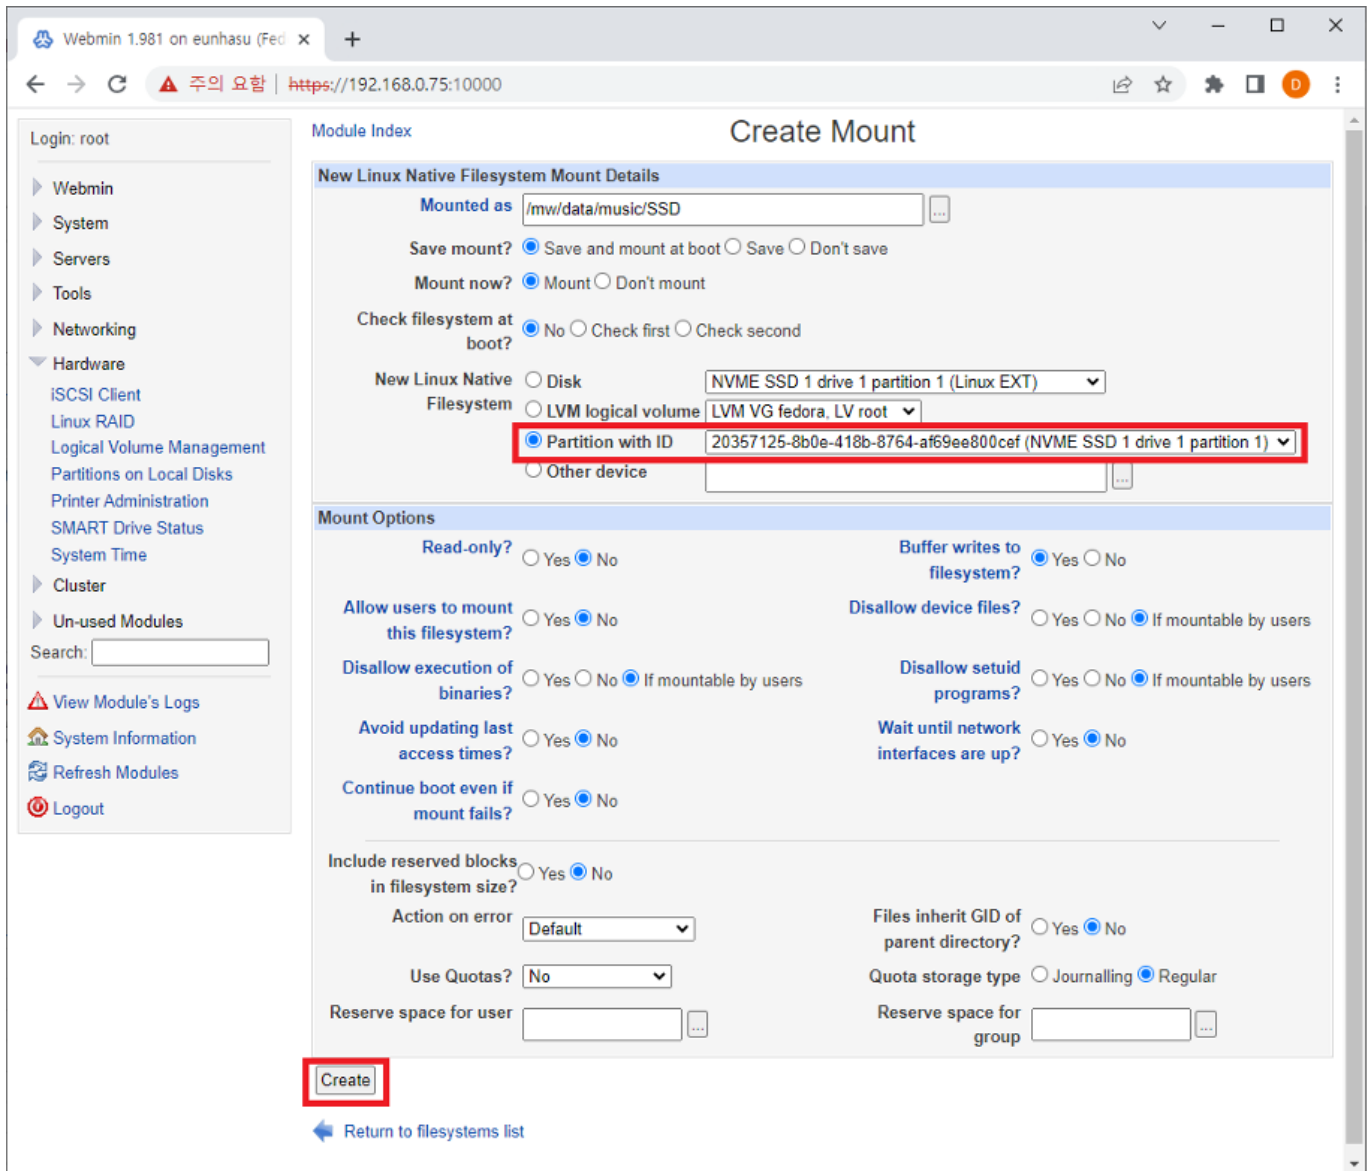 Webmin 1.981 on eunhasu (Fed
주의 요함 | https://192.168.0.75:10000
D
Login: root
Webmin
System
Servers
Tools
Networking
Hardware
iSCSI Client
Linux RAID
Logical Volume Management
Partitions on Local Disks
Printer Administration
SMART Drive Status
System Time
Cluster
Un-used Modules
Search:
View Module's Logs
System Information
Refresh Modules
Logout
Module Index
Create Mount
New Linux Native Filesystem Mount Details
Mounted as /mw/data/music/SSD ...
Save mount? Save and mount at boot Save Don't save
Mount now? Mount Don't mount
Check filesystem at boot? No Check first Check second
New Linux Native Filesystem
Disk NVME SSD 1 drive 1 partition 1 (Linux EXT)
LVM logical volume LVM VG fedora, LV root
Partition with ID 20357125-8b0e-418b-8764-af69ee800cef (NVME SSD 1 drive 1 partition 1)
Other device ...
Mount Options
Read-only? Yes No
Buffer writes to filesystem? Yes No
Allow users to mount this filesystem? Yes No
Disallow device files? Yes No If mountable by users
Disallow execution of binaries? Yes No If mountable by users
Disallow setuid programs? Yes No If mountable by users
Avoid updating last access times? Yes No
Wait until network interfaces are up? Yes No
Continue boot even if mount fails? Yes No
Include reserved blocks in filesystem size? Yes No
Action on error Default
Files inherit GID of parent directory? Yes No
Use Quotas? No
Quota storage type Journalling Regular
Reserve space for user ...
Reserve space for group ...
Create
Return to filesystems list